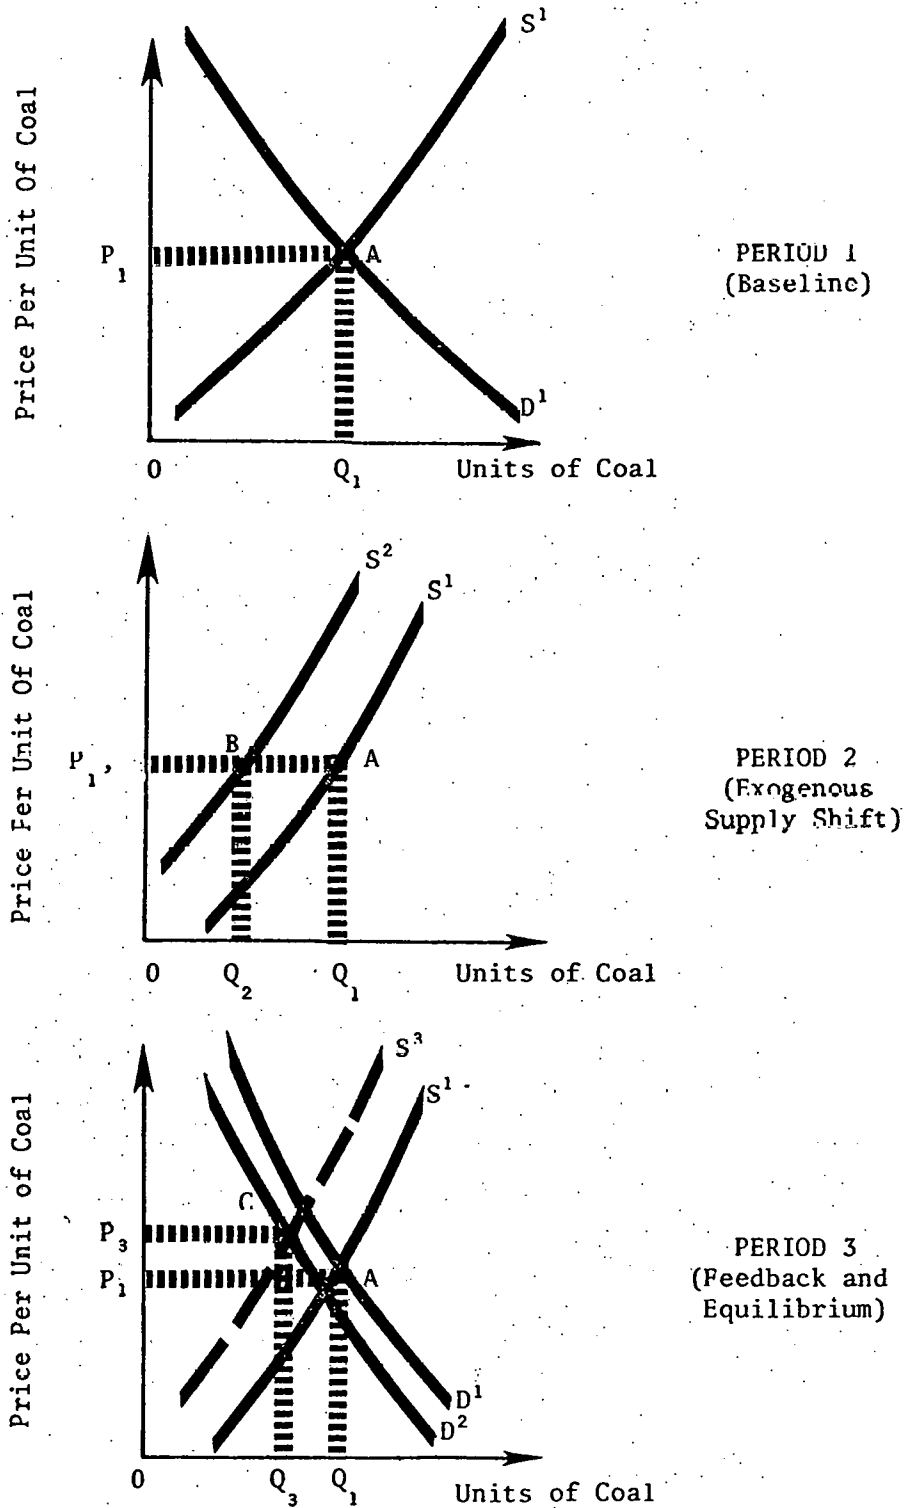 S¹
Price Per Unit Of Coal
P₁
A
PERIOD 1
(Baseline)
D¹
0
Q₁
Units of Coal
S²
S¹
Price Per Unit Of Coal
B
P₁,
A
PERIOD 2
(Exogenous
Supply Shift)
0
Q₂
Q₁
Units of Coal
S³
S¹
Price Per Unit of Coal
C
P₃
P₁
A
PERIOD 3
(Feedback and
Equilibrium)
D¹
D²
0
Q₃
Q₁
Units of Coal